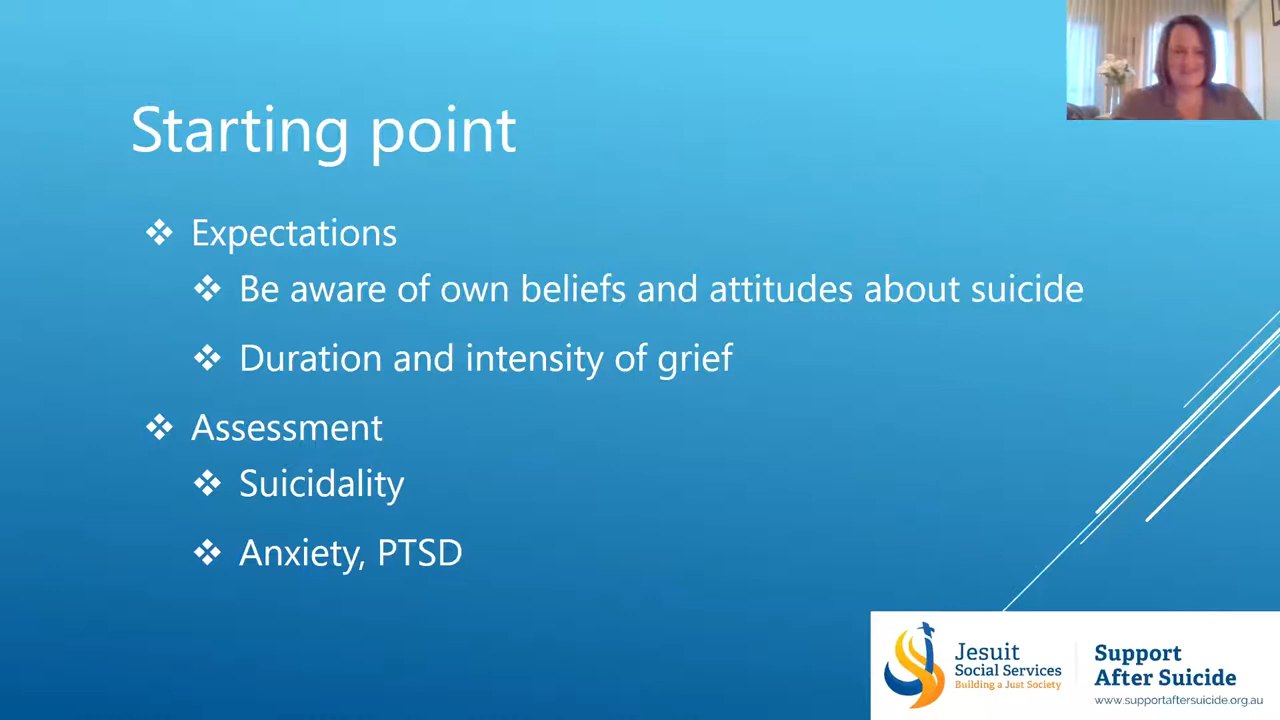 Starting point
❖ Expectations
❖ Be aware of own beliefs and attitudes about suicide
❖ Duration and intensity of grief
❖ Assessment
❖ Suicidality
❖ Anxiety, PTSD
Jesuit
Social Services
Building a Just Society
Support
After Suicide
www.supportaftersuicide.org.au